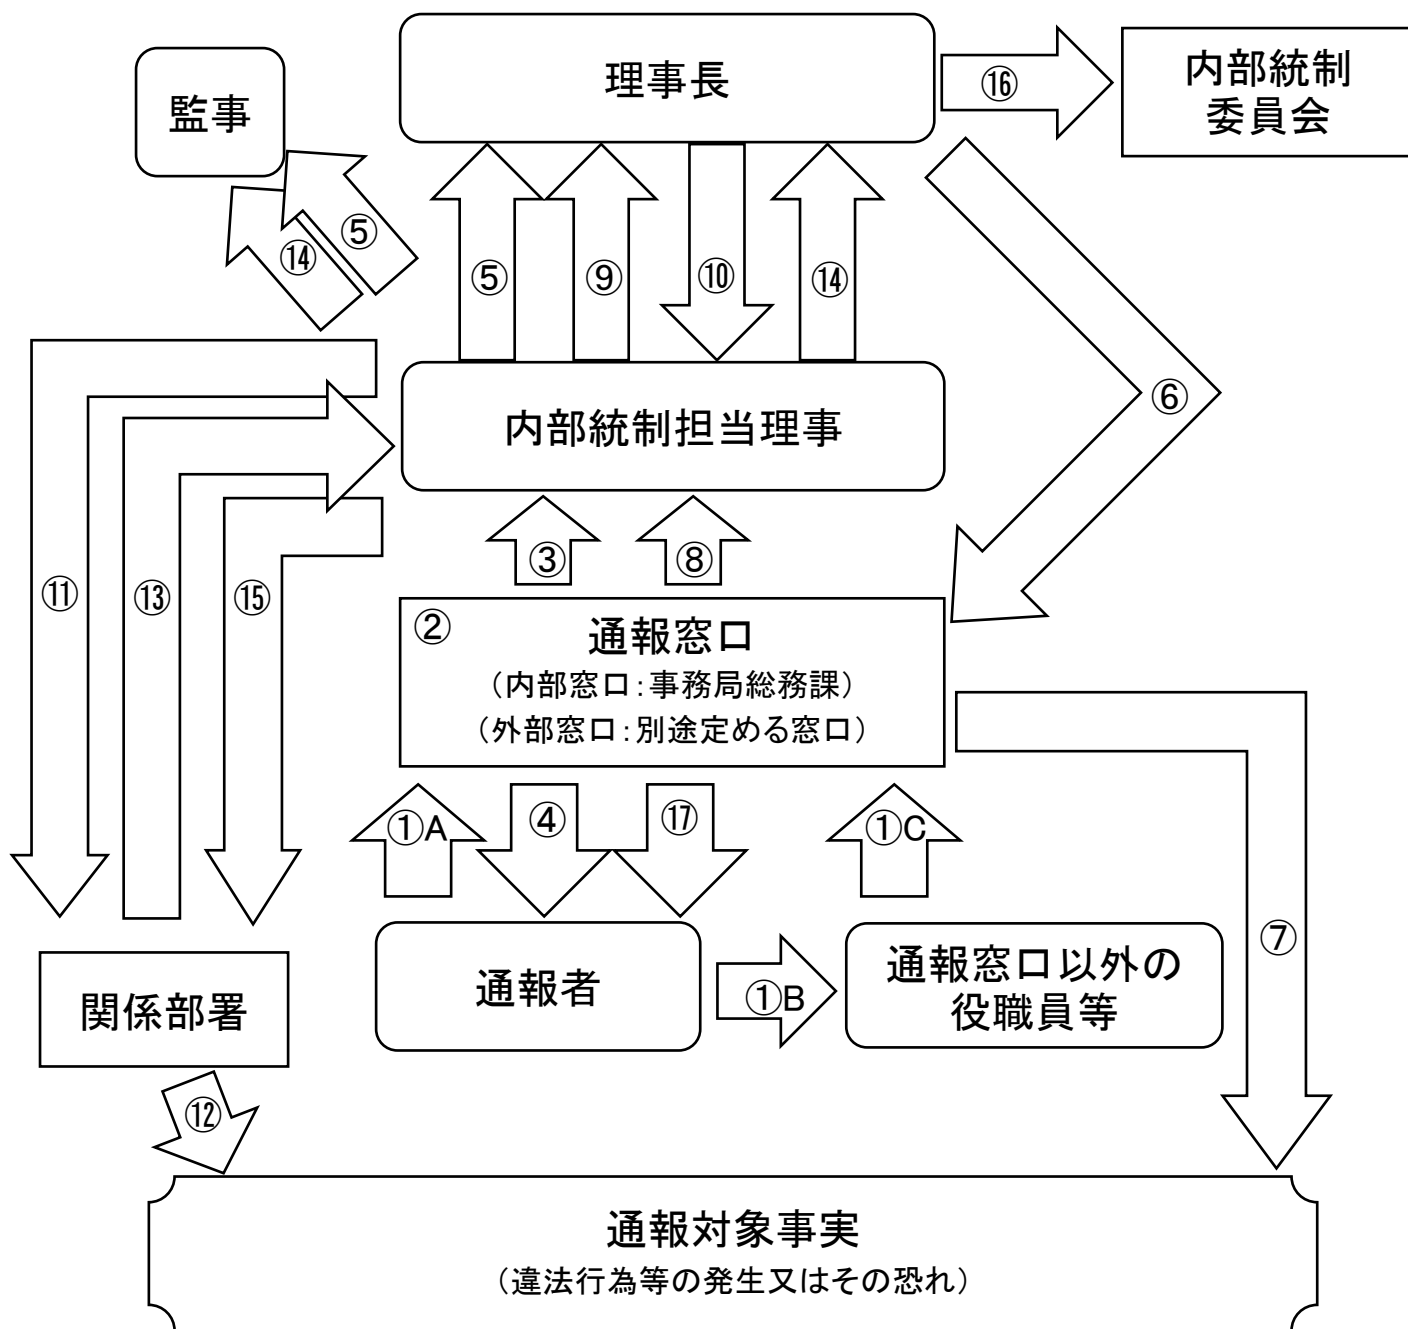 理事長
⑯
内部統制
委員会
監事
⑤
⑭
⑤
⑨
⑩
⑭
⑥
内部統制担当理事
③
⑧
⑪
⑬
⑮
②
通報窓口
（内部窓口：事務局総務課）
（外部窓口：別途定める窓口）
①A
④
⑰
①C
⑦
関係部署
通報者
①B
通報窓口以外の
役職員等
⑫
通報対象事実
（違法行為等の発生又はその恐れ）